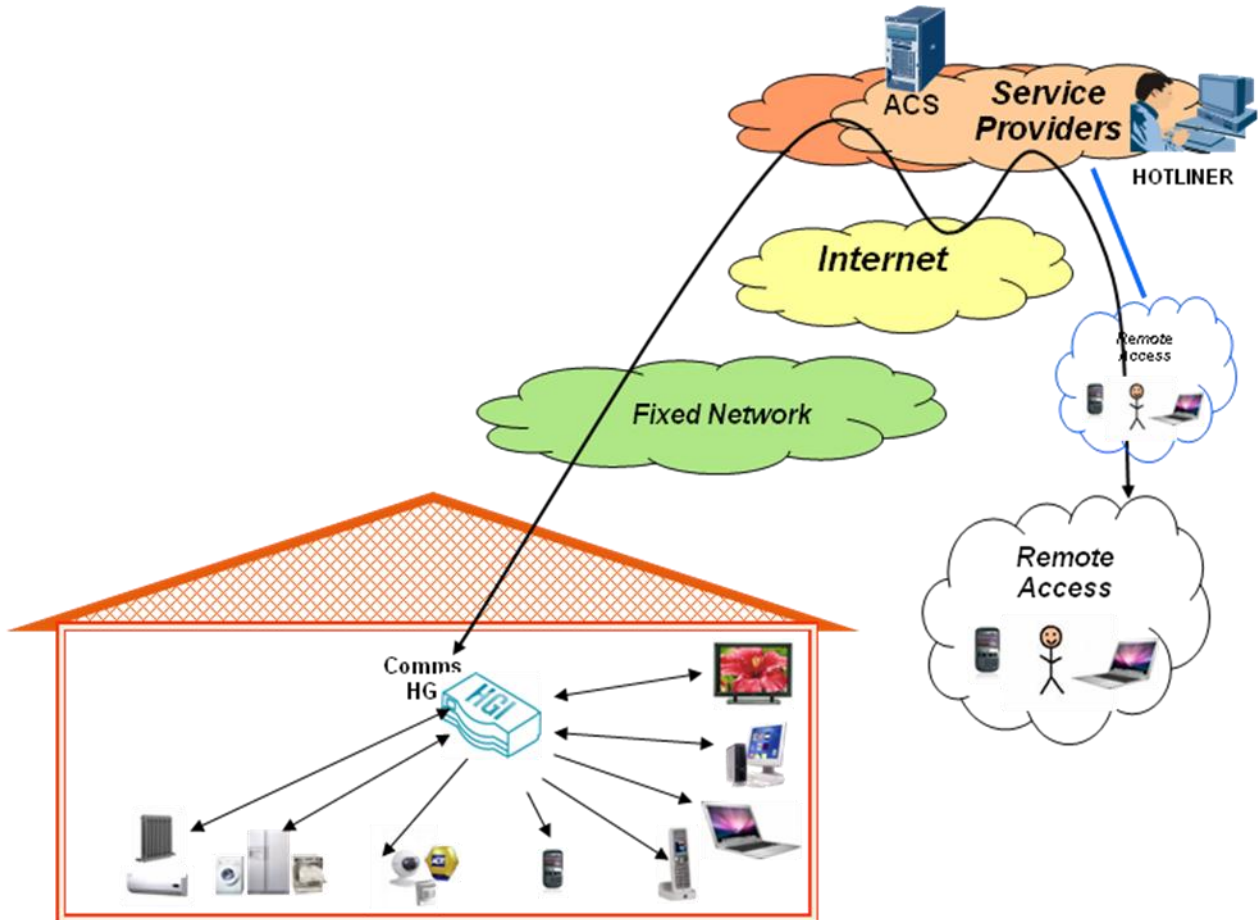 ACS
Service
Providers
HOTLINER
Internet
Remote
Access
Fixed Network
Remote
Access
Comms
HG
HGI